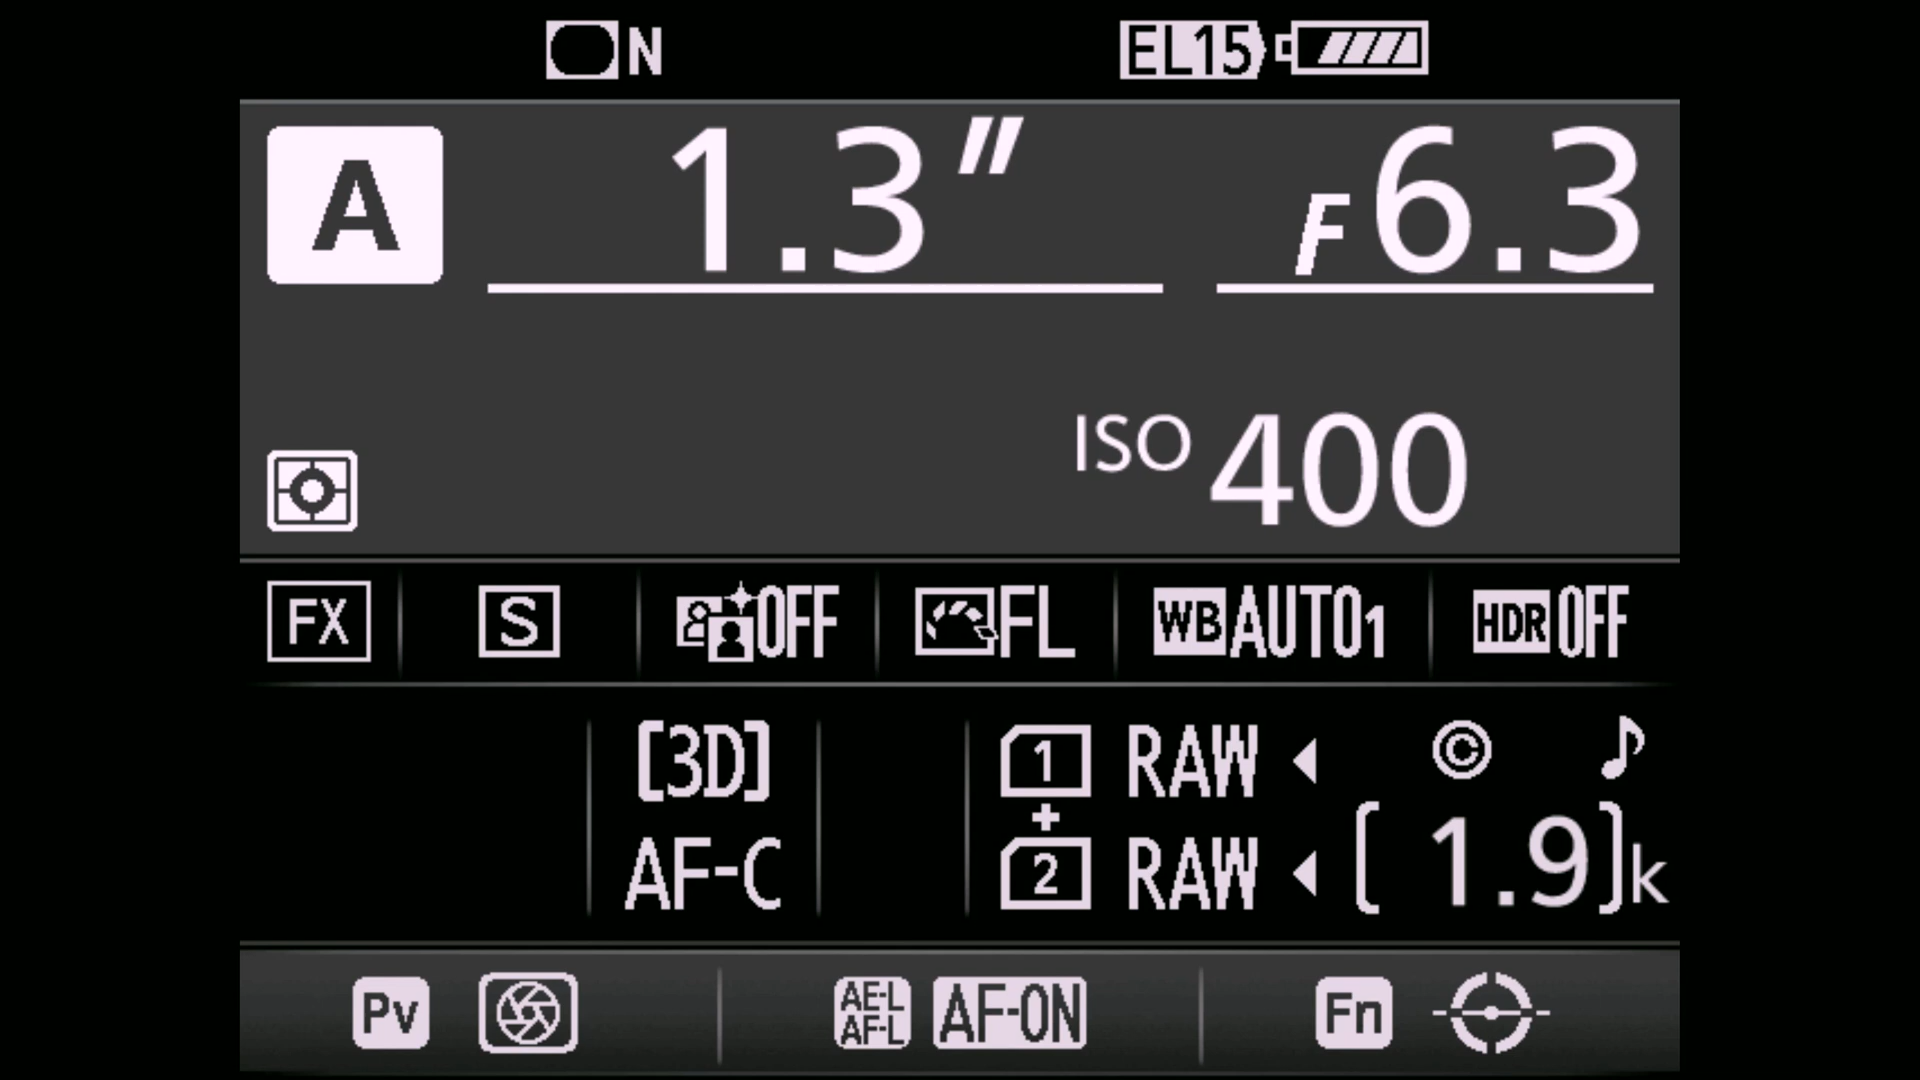 N EL15
A 1.3" F6.3
ISO 400
FX S OFF FL WB AUTO1 HDR OFF
[3D] 1 RAW ©
AF-C 2 RAW [1.9]k
Pv AE-L AF-L AF-ON Fn